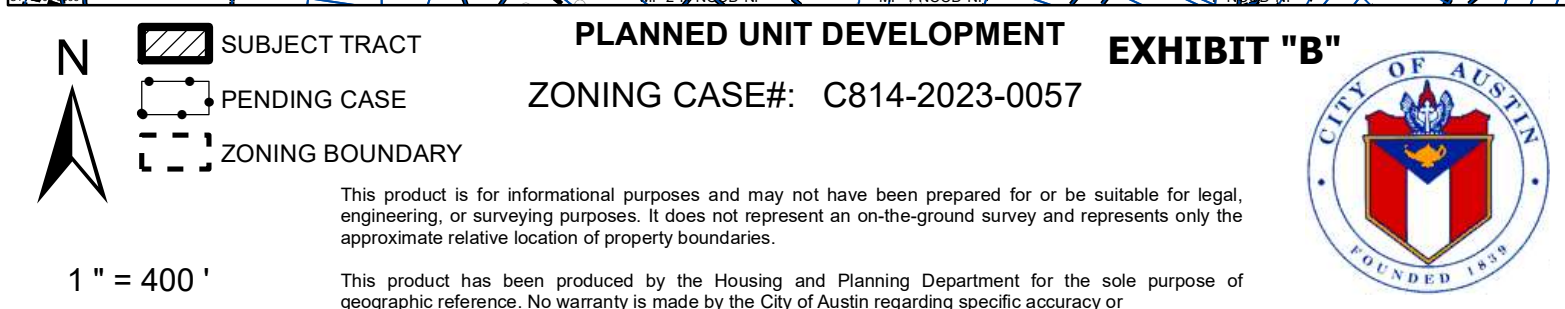 PLANNED UNIT DEVELOPMENT
EXHIBIT "B"
N
SUBJECT TRACT
PENDING CASE
ZONING BOUNDARY
ZONING CASE#: C814-2023-0057
This product is for informational purposes and may not have been prepared for or be suitable for legal,
engineering, or surveying purposes. It does not represent an on-the-ground survey and represents only the
approximate relative location of property boundaries.
1 " = 400 '
This product has been produced by the Housing and Planning Department for the sole purpose of
geographic reference. No warranty is made by the City of Austin regarding specific accuracy or
CITY OF AUSTIN
FOUNDED 1839